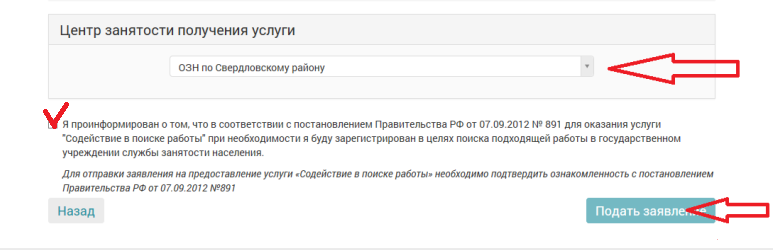 Центр занятости получения услуги
ОЗН по Свердловскому району
Я проинформирован о том, что в соответствии с постановлением Правительства РФ от 07.09.2012 № 891 для оказания услуги
"Содействие в поиске работы" при необходимости я буду зарегистрирован в целях поиска подходящей работы в государственном
учреждении службы занятости населения.
Для отправки заявления на предоставление услуги «Содействие в поиске работы» необходимо подтвердить ознакомленность с постановлением
Правительства РФ от 07.09.2012 №891
Назад
Подать заявление